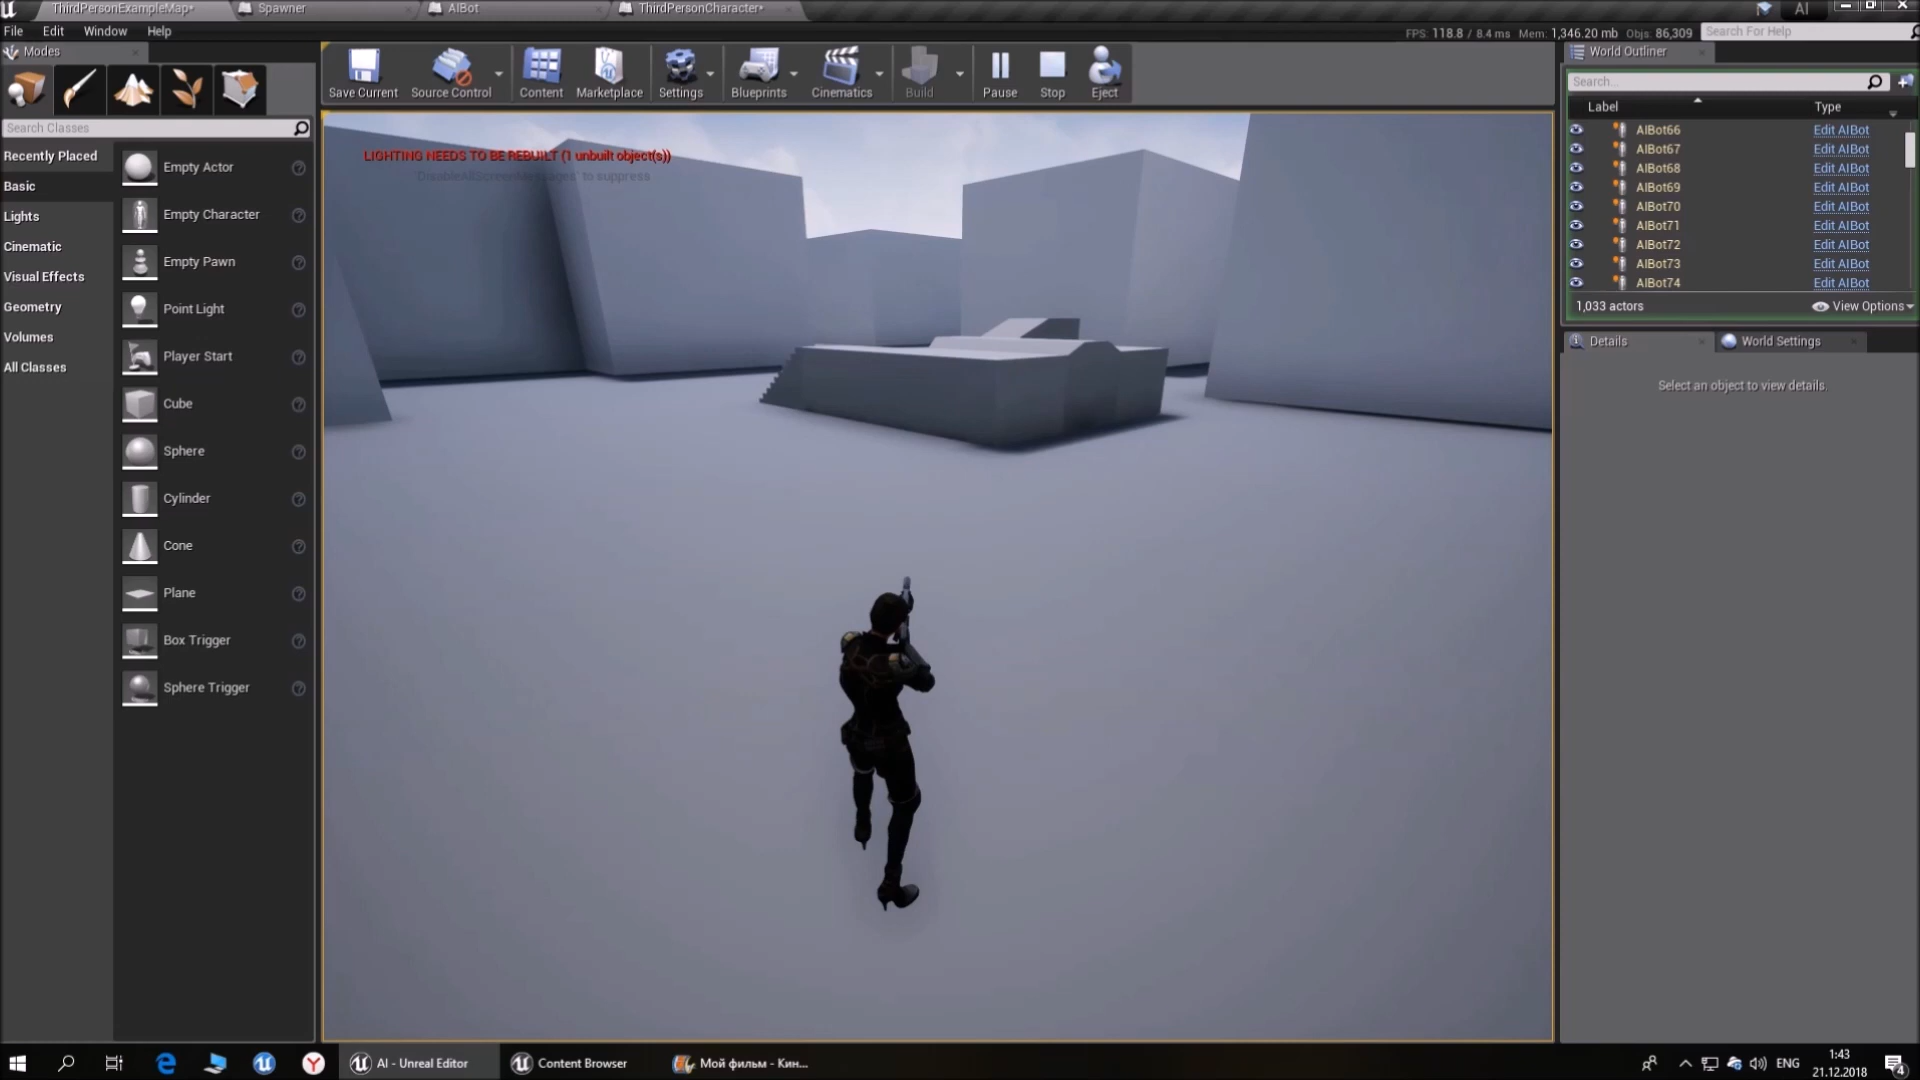 ThirdPersonExampleMap*
Spawner
AIBot
ThirdPersonCharacter*
AI
File Edit Window Help
FPS: 118.8 / 8.4 ms Mem: 1,346.20 mb Objs: 86,309
Search For Help
Modes
Save Current
Source Control
Content
Marketplace
Settings
Blueprints
Cinematics
Build
Pause
Stop
Eject
Search Classes
Recently Placed
Basic
Lights
Cinematic
Visual Effects
Geometry
Volumes
All Classes
Empty Actor
Empty Character
Empty Pawn
Point Light
Player Start
Cube
Sphere
Cylinder
Cone
Plane
Box Trigger
Sphere Trigger
LIGHTING NEEDS TO BE REBUILT (1 unbuilt object(s))
'DisableAllScreenMessages' to suppress
World Outliner
Search...
Label Type
AIBot66 Edit AIBot
AIBot67 Edit AIBot
AIBot68 Edit AIBot
AIBot69 Edit AIBot
AIBot70 Edit AIBot
AIBot71 Edit AIBot
AIBot72 Edit AIBot
AIBot73 Edit AIBot
AIBot74 Edit AIBot
1,033 actors View Options
Details
World Settings
Select an object to view details.
AI - Unreal Editor
Content Browser
Мой фильм - Кин...
ENG
1:43
21.12.2018
4